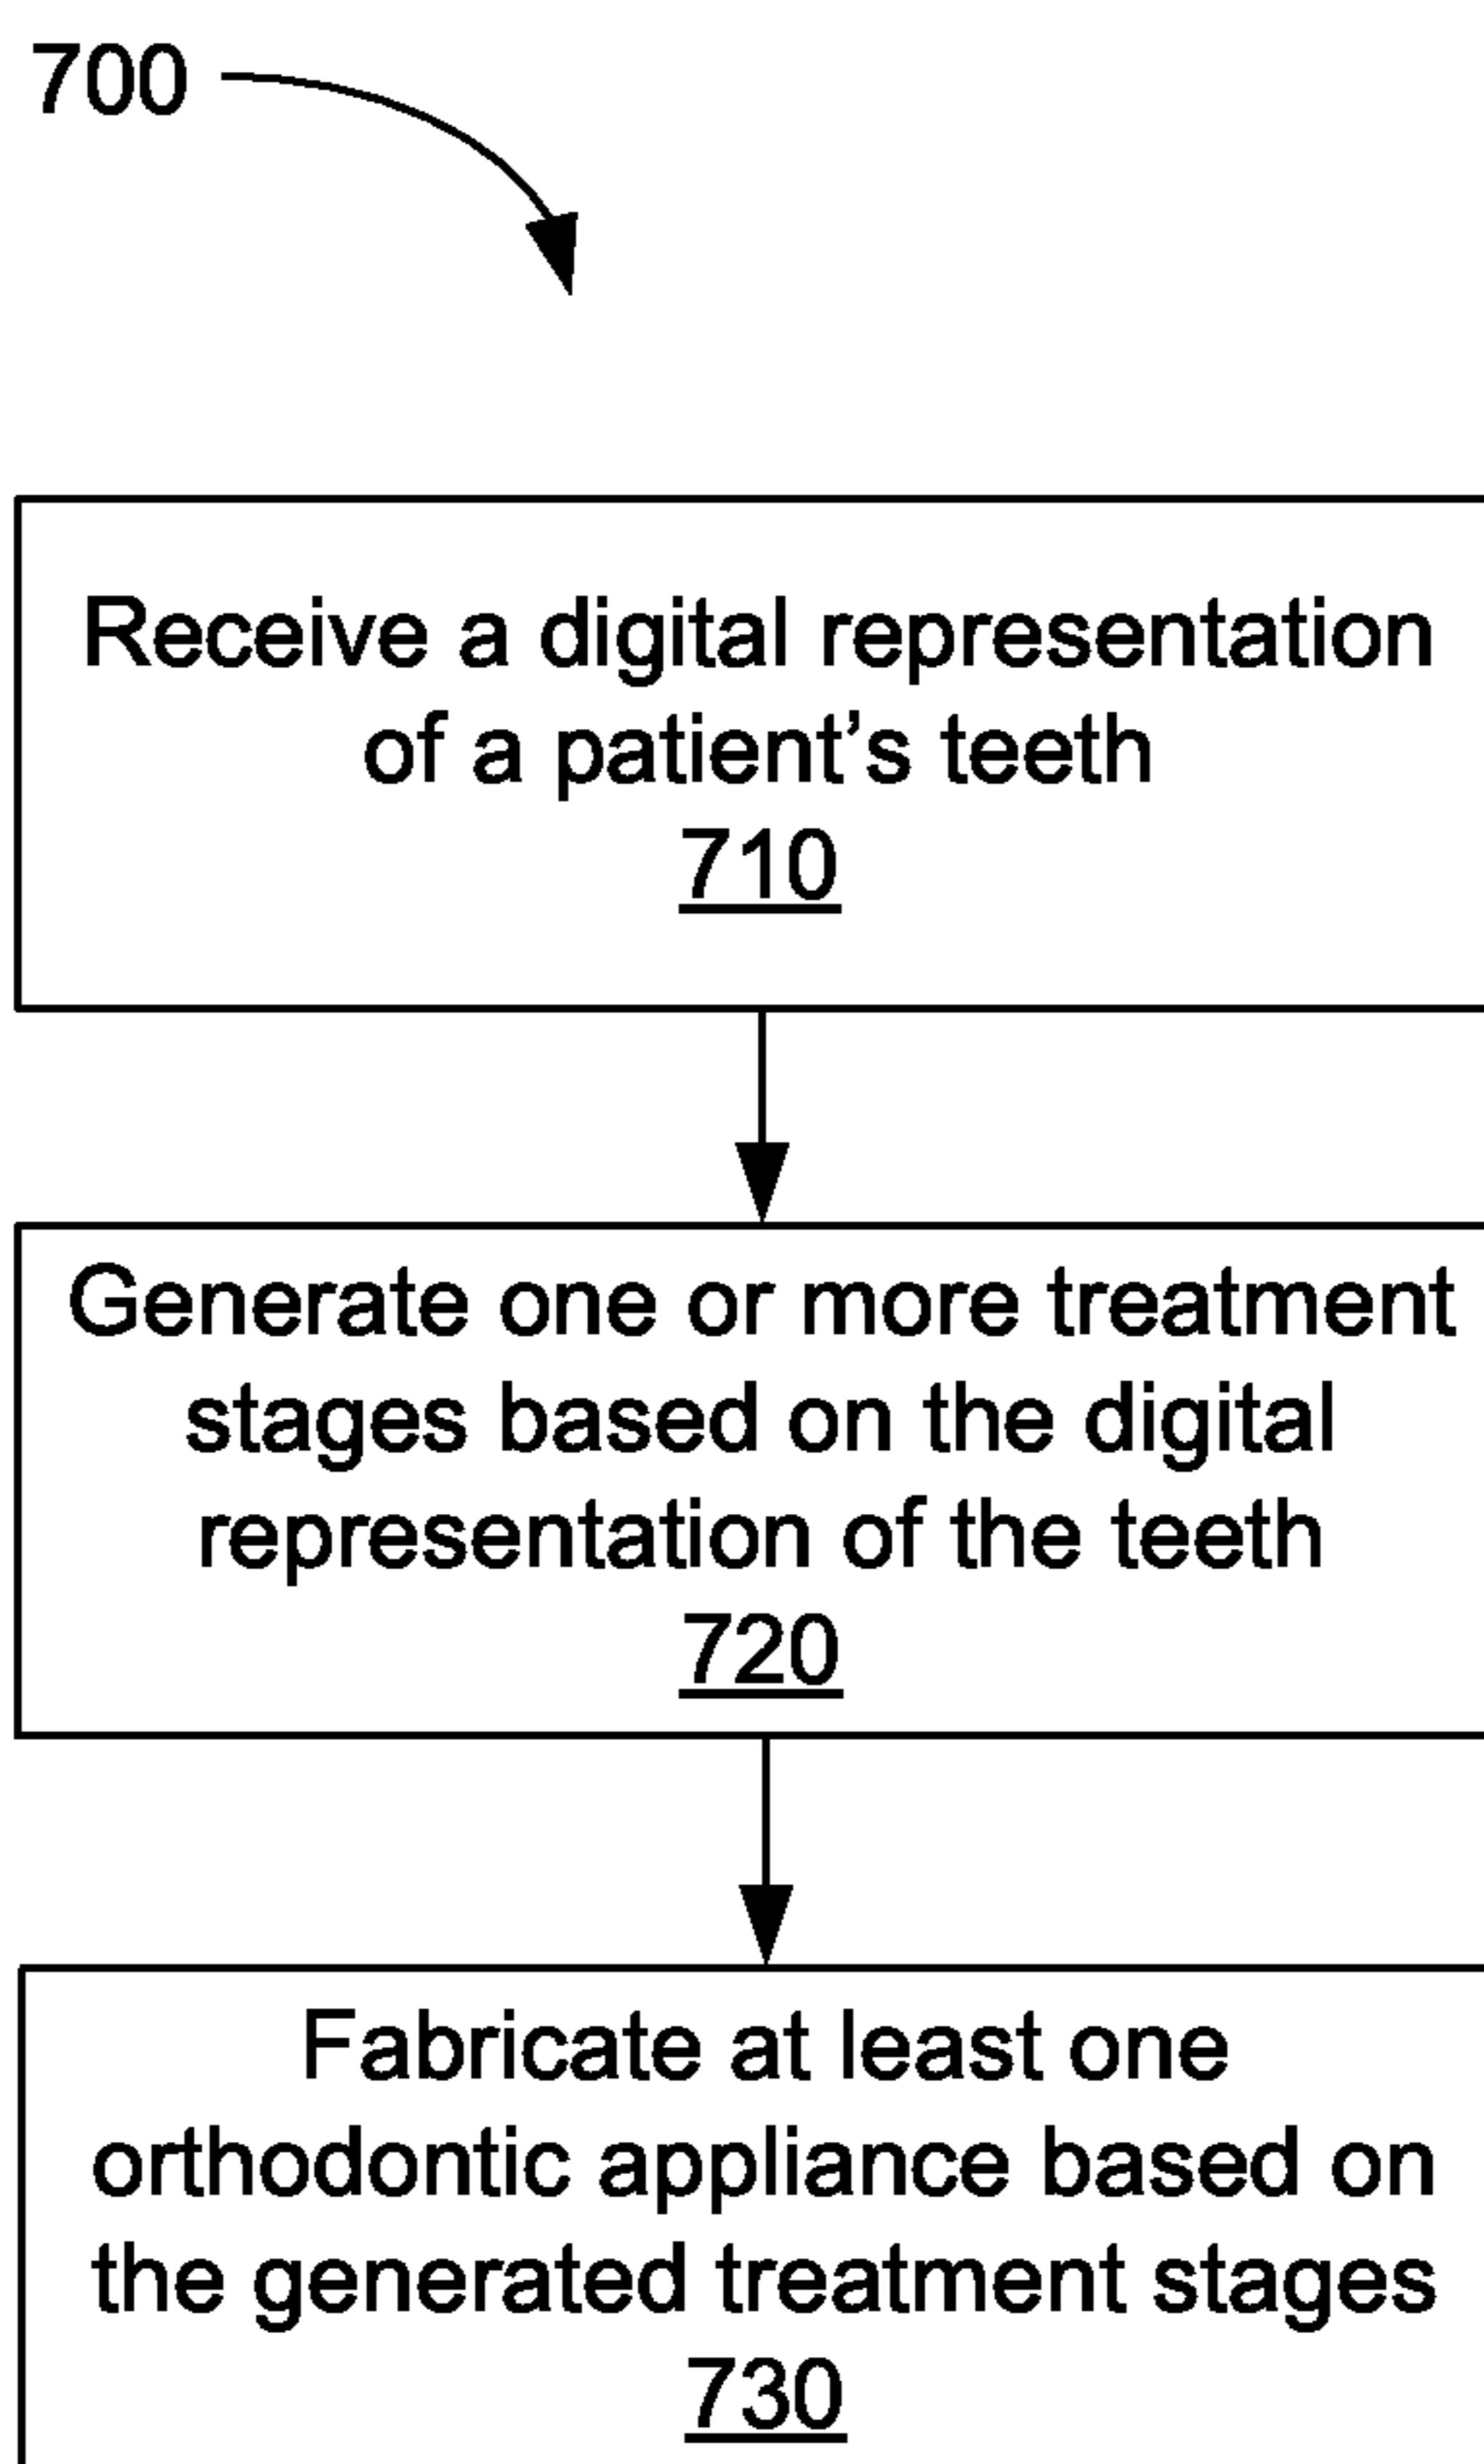 700
Receive a digital representation
of a patient’s teeth
710
Generate one or more treatment
stages based on the digital
representation of the teeth
720
Fabricate at least one
orthodontic appliance based on
the generated treatment stages
730